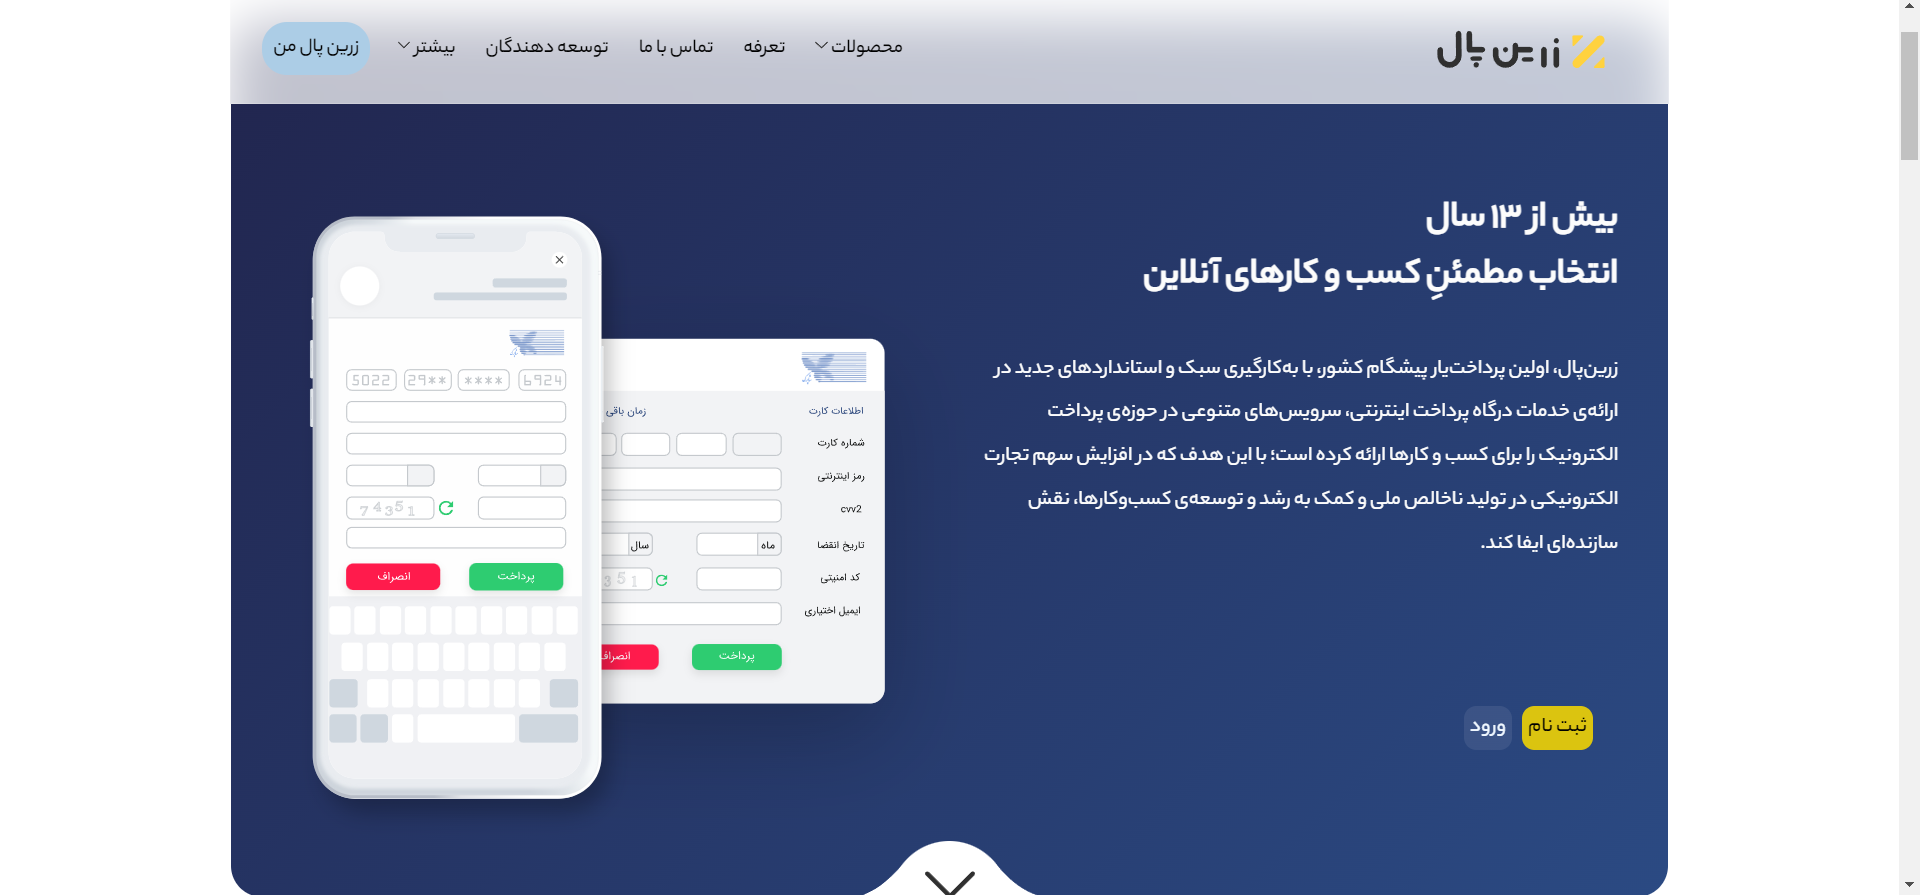 زرین پال
محصولات
تعرفه
تماس با ما
توسعه دهندگان
بیشتر
زرین پال من
بیش از ۱۳ سال
انتخاب مطمئنِ کسب و کارهای آنلاین
زرین‌پال، اولین پرداخت‌یار پیشگام کشور، با به‌کارگیری سبک و استانداردهای جدید در
ارائه‌ی خدمات درگاه پرداخت اینترنتی، سرویس‌های متنوعی در حوزه‌ی پرداخت
الکترونیک را برای کسب و کارها ارائه کرده است؛ با این هدف که در افزایش سهم تجارت
الکترونیکی در تولید ناخالص ملی و کمک به رشد و توسعه‌ی کسب‌وکارها، نقش
سازنده‌ای ایفا کند.
ثبت نام
ورود
اطلاعات کارت
زمان باقی
شماره کارت
رمز اینترنتی
cvv2
تاریخ انقضا
ماه
سال
کد امنیتی
351
ایمیل اختیاری
پرداخت
انصراف
5022 29** **** 6924
74351
پرداخت
انصراف